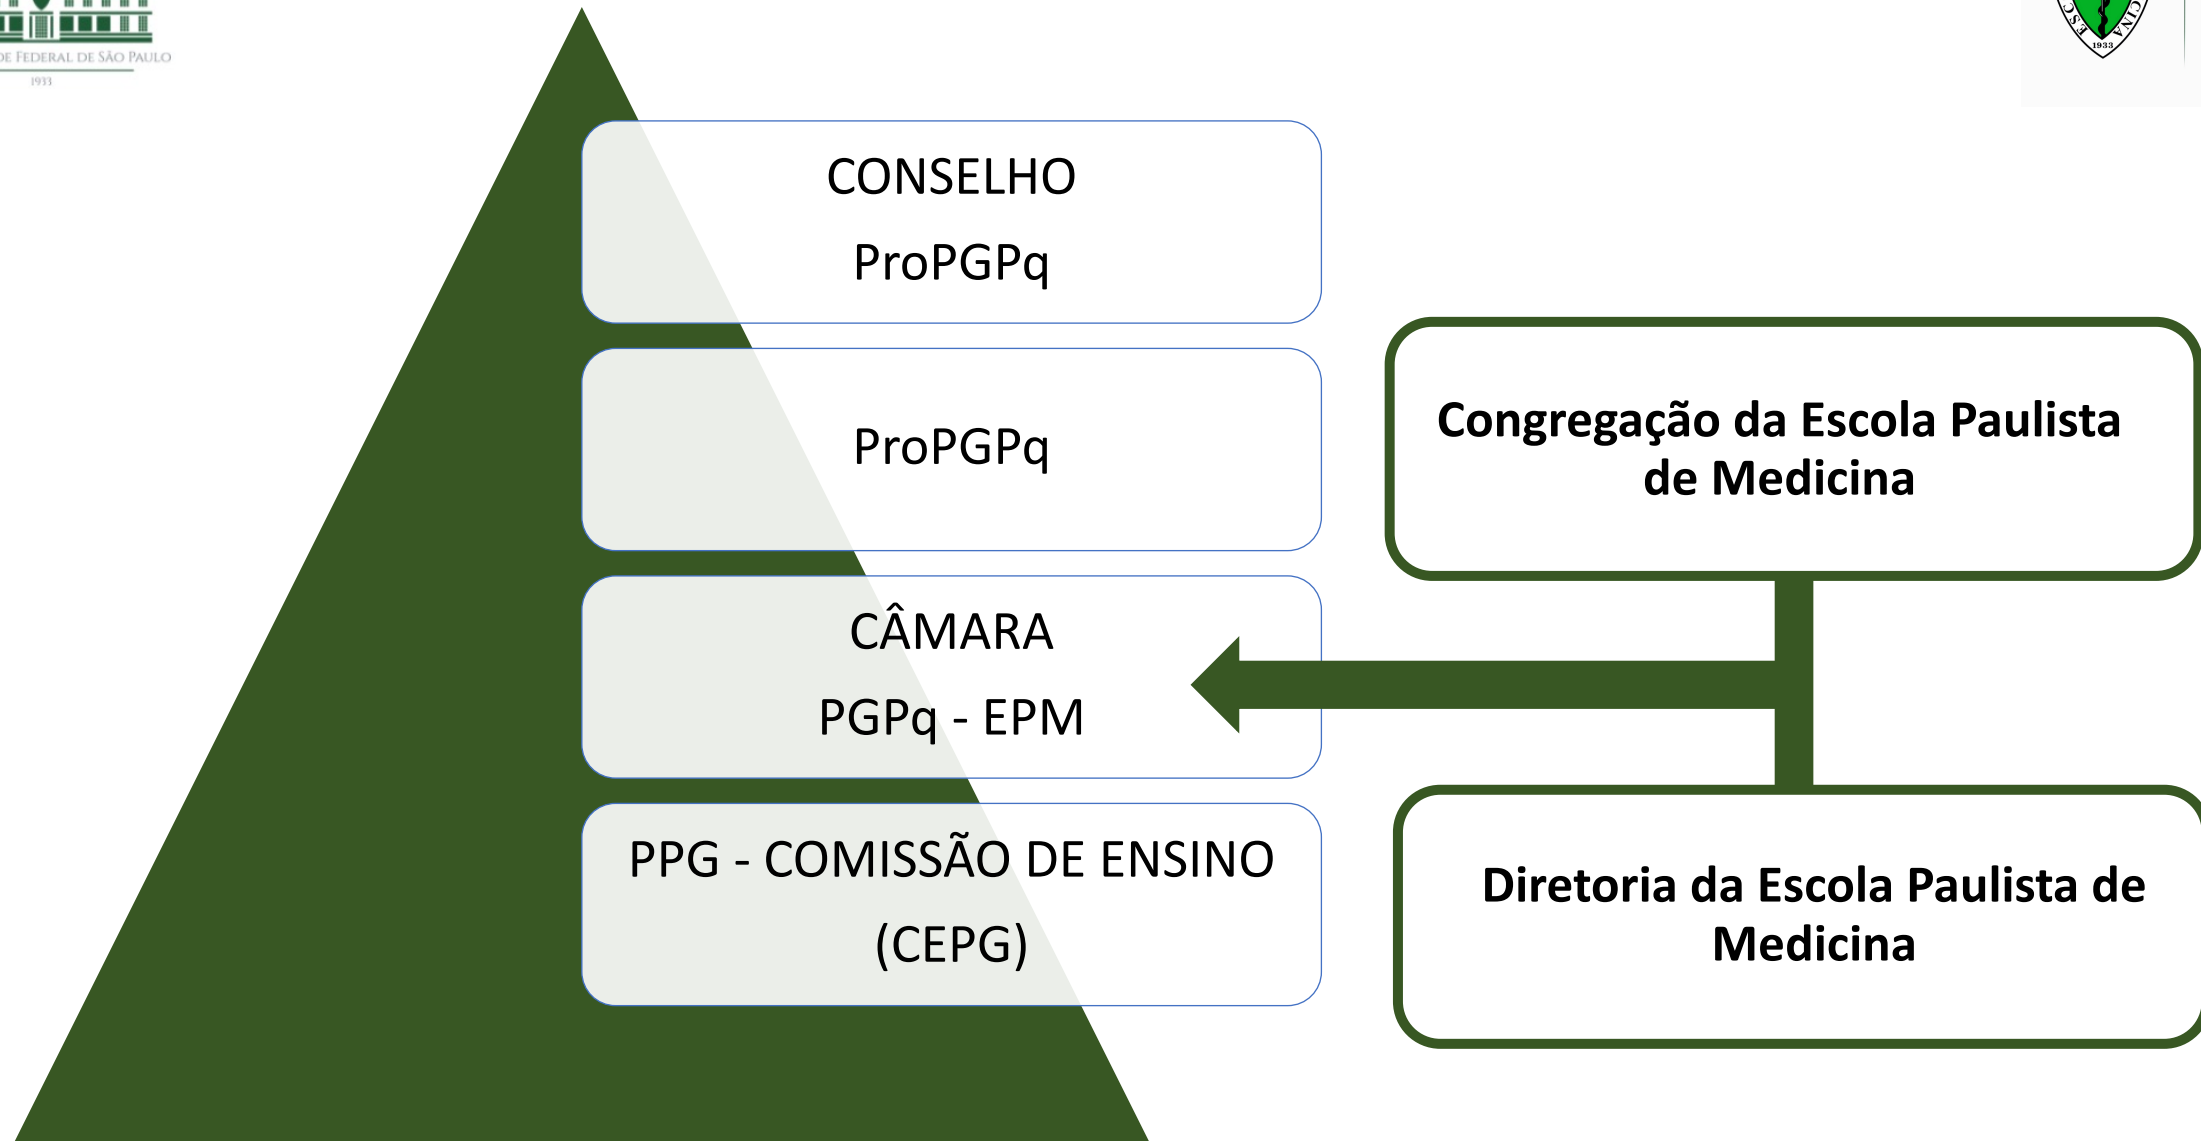 DE FEDERAL DE SÃO PAULO
1933
1933
CONSELHO
ProPGPq
ProPGPq
CÂMARA
PGPq - EPM
PPG - COMISSÃO DE ENSINO
(CEPG)
Congregação da Escola Paulista
de Medicina
Diretoria da Escola Paulista de
Medicina